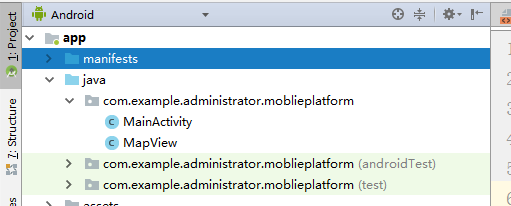 Android
1: Project
app
manifests
java
com.example.administrator.moblieplatform
MainActivity
MapView
com.example.administrator.moblieplatform (androidTest)
com.example.administrator.moblieplatform (test)
assets
7: Structure